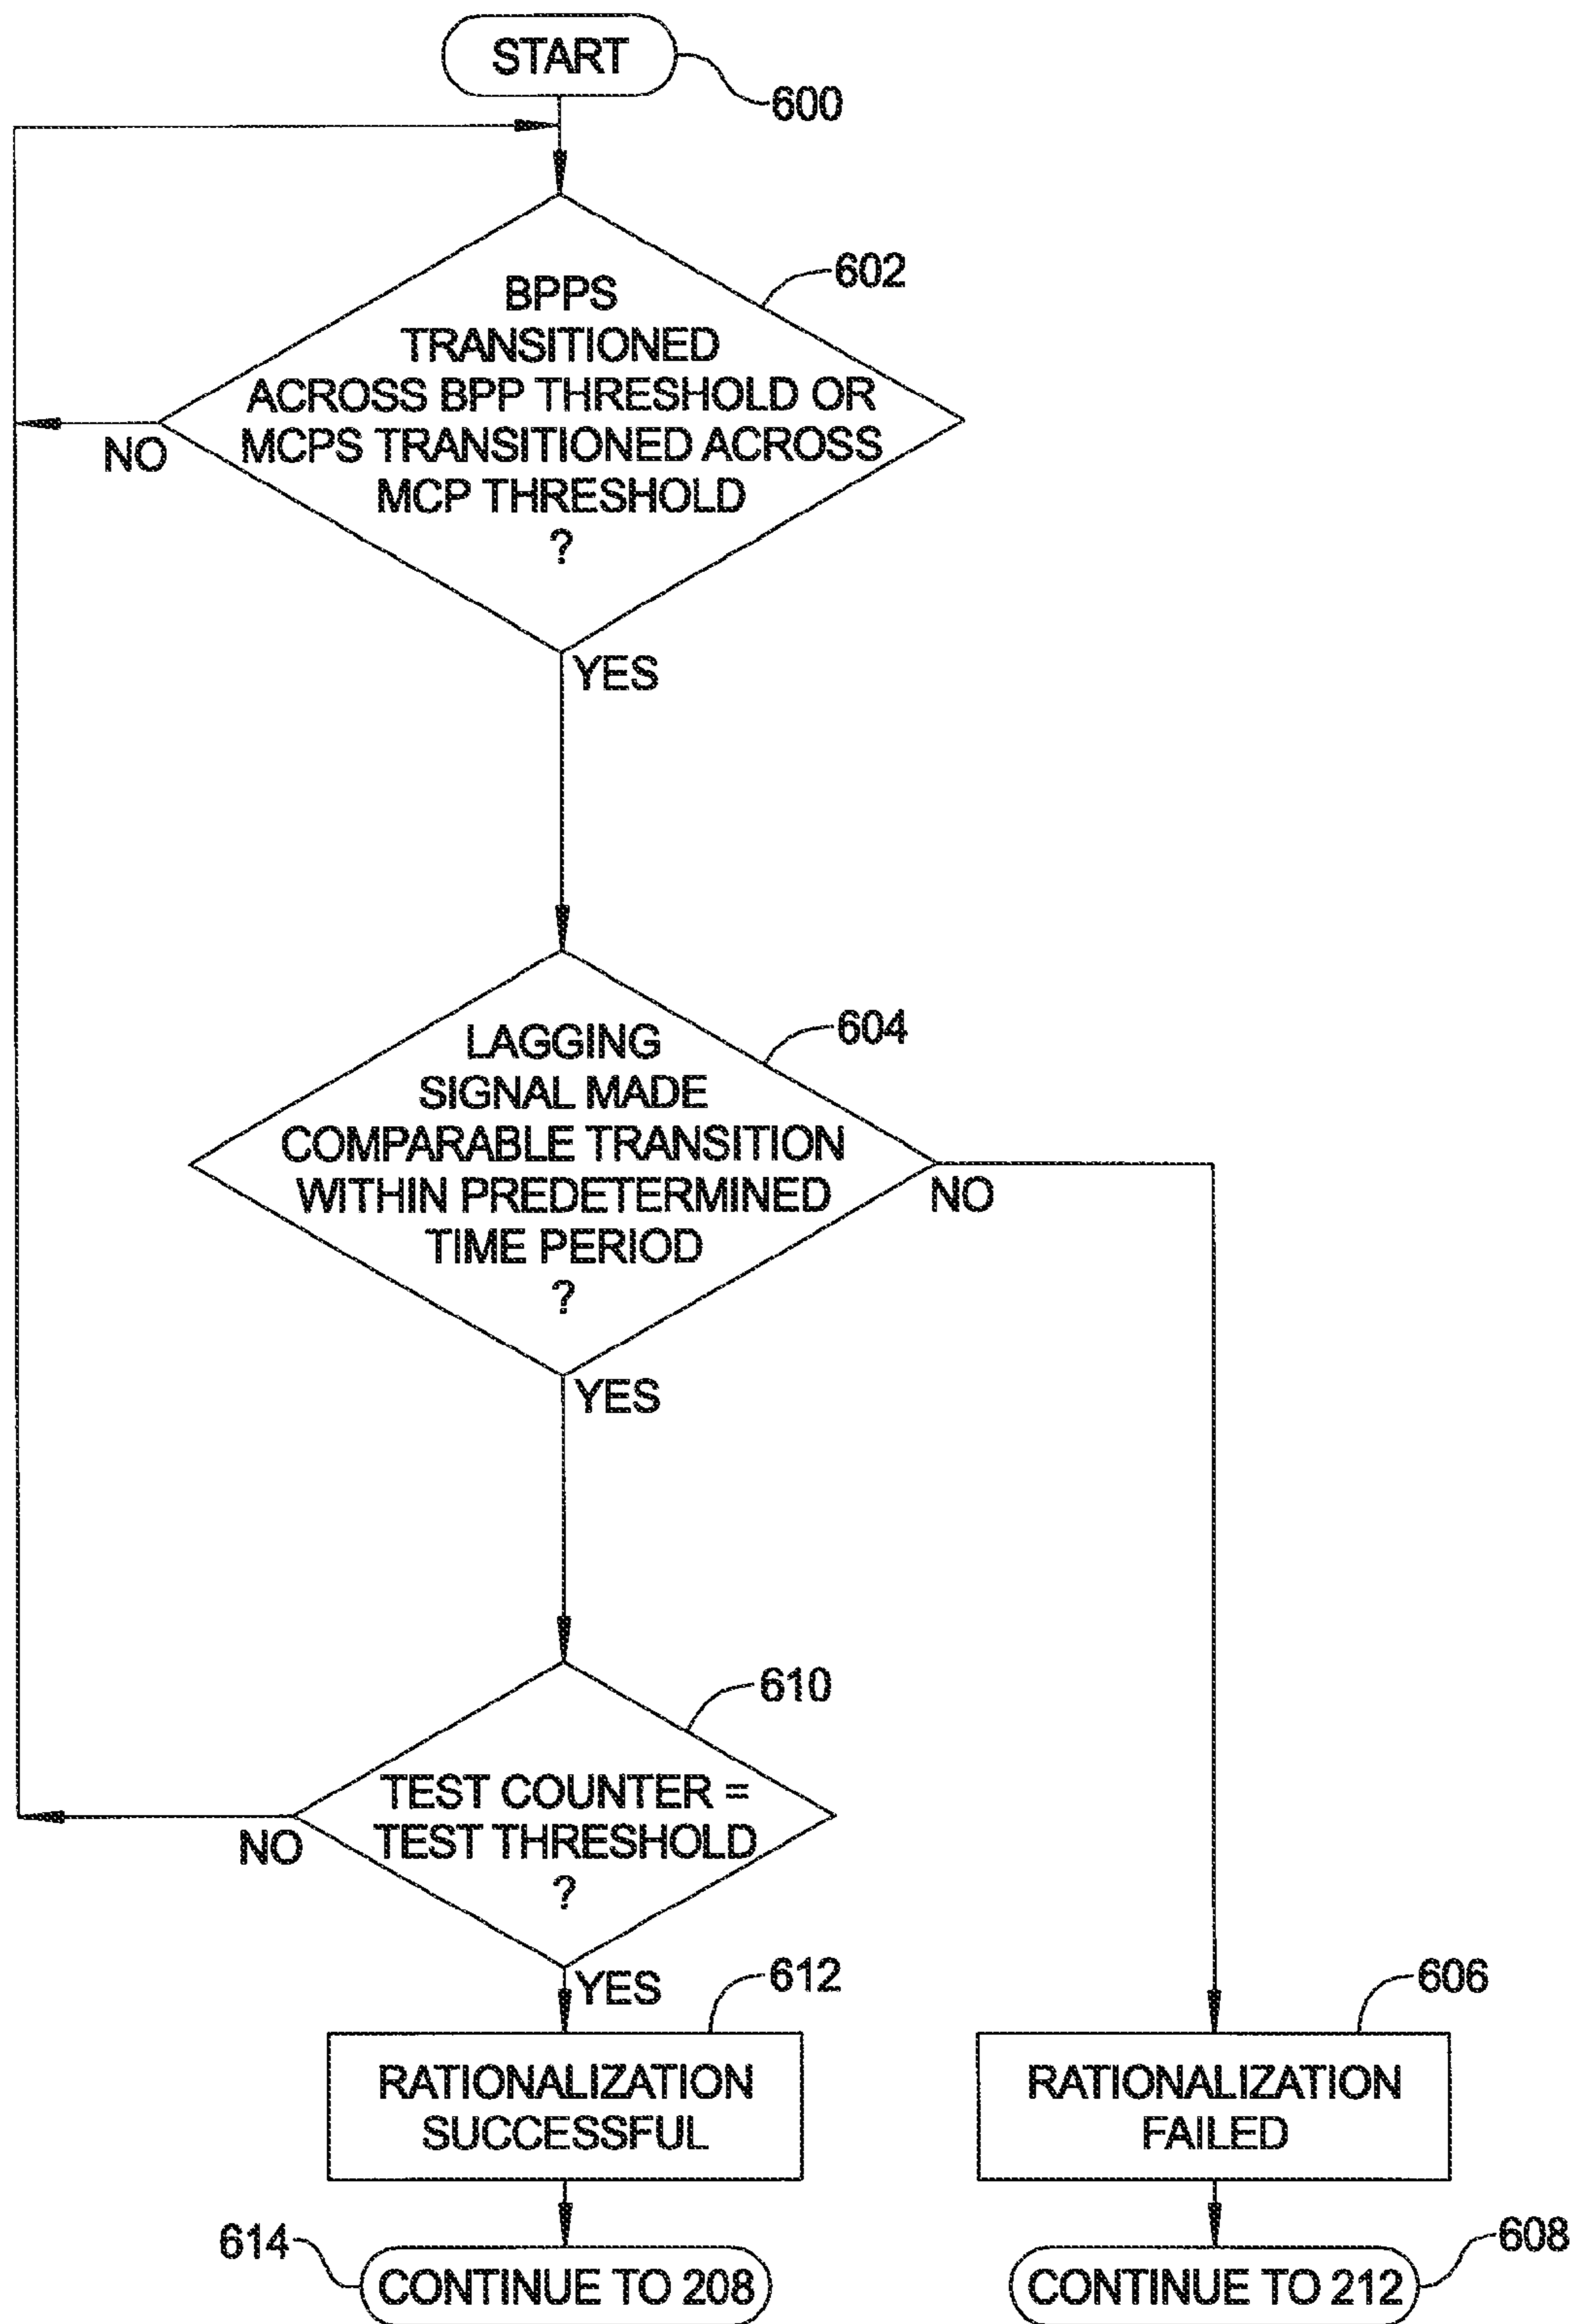 START
600
602
BPPS
TRANSITIONED
ACROSS BPP THRESHOLD OR
MCPS TRANSITIONED ACROSS
MCP THRESHOLD
?
NO
YES
604
LAGGING
SIGNAL MADE
COMPARABLE TRANSITION
WITHIN PREDETERMINED
TIME PERIOD
?
NO
YES
610
TEST COUNTER =
TEST THRESHOLD
?
NO
YES
612
606
RATIONALIZATION
SUCCESSFUL
RATIONALIZATION
FAILED
614
CONTINUE TO 208
608
CONTINUE TO 212